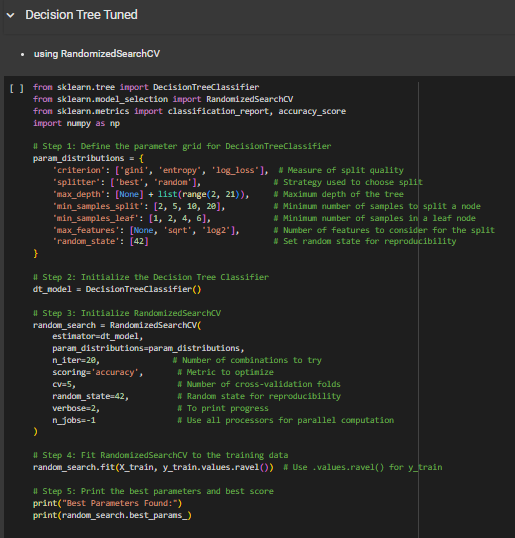 Decision Tree Tuned
• using RandomizedSearchCV
[ ] from sklearn.tree import DecisionTreeClassifier
from sklearn.model_selection import RandomizedSearchCV
from sklearn.metrics import classification_report, accuracy_score
import numpy as np
# Step 1: Define the parameter grid for DecisionTreeClassifier
param_distributions = {
'criterion': ['gini', 'entropy', 'log_loss'], # Measure of split quality
'splitter': ['best', 'random'], # Strategy used to choose split
'max_depth': [None] + list(range(2, 21)), # Maximum depth of the tree
'min_samples_split': [2, 5, 10, 20], # Minimum number of samples to split a node
'min_samples_leaf': [1, 2, 4, 6], # Minimum number of samples in a leaf node
'max_features': [None, 'sqrt', 'log2'], # Number of features to consider for the split
'random_state': [42] # Set random state for reproducibility
}
# Step 2: Initialize the Decision Tree Classifier
dt_model = DecisionTreeClassifier()
# Step 3: Initialize RandomizedSearchCV
random_search = RandomizedSearchCV(
estimator=dt_model,
param_distributions=param_distributions,
n_iter=20, # Number of combinations to try
scoring='accuracy', # Metric to optimize
cv=5, # Number of cross-validation folds
random_state=42, # Random state for reproducibility
verbose=2, # To print progress
n_jobs=-1 # Use all processors for parallel computation
)
# Step 4: Fit RandomizedSearchCV to the training data
random_search.fit(X_train, y_train.values.ravel()) # Use .values.ravel() for y_train
# Step 5: Print the best parameters and best score
print("Best Parameters Found:")
print(random_search.best_params_)